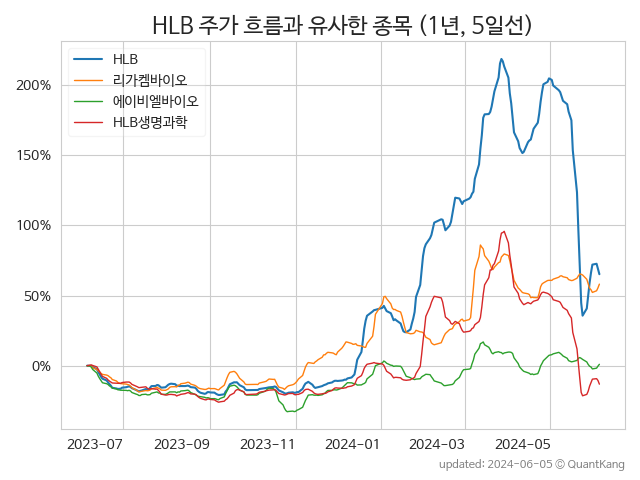 HLB 주가 흐름과 유사한 종목 (1년, 5일선)
HLB
리가켐바이오
에이비엘바이오
HLB생명과학
200%
150%
100%
50%
0%
2023-07 2023-09 2023-11 2024-01 2024-03 2024-05
updated: 2024-06-05 © QuantKang